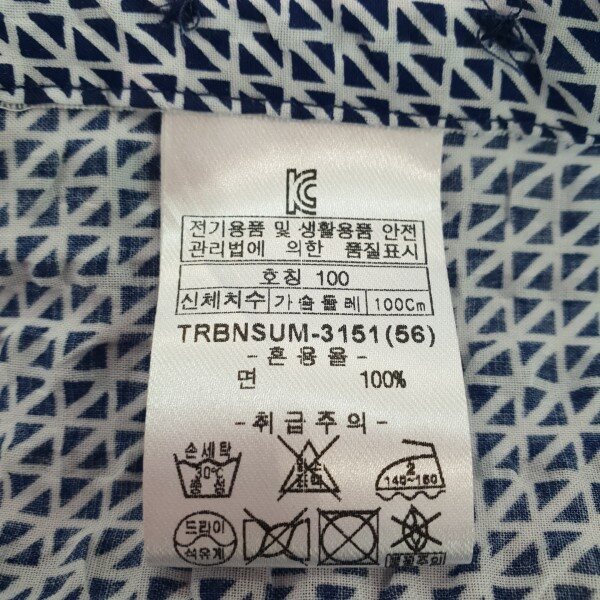 KC
전기용품 및 생활용품 안전
관리법에 의한 품질표시
호칭 100
신체치수 가슴둘레 100Cm
TRBNSUM-3151(56)
-혼용율-
면 100%
-취급주의-
손세탁
30℃
중성
2
140~160
드라이
석유계